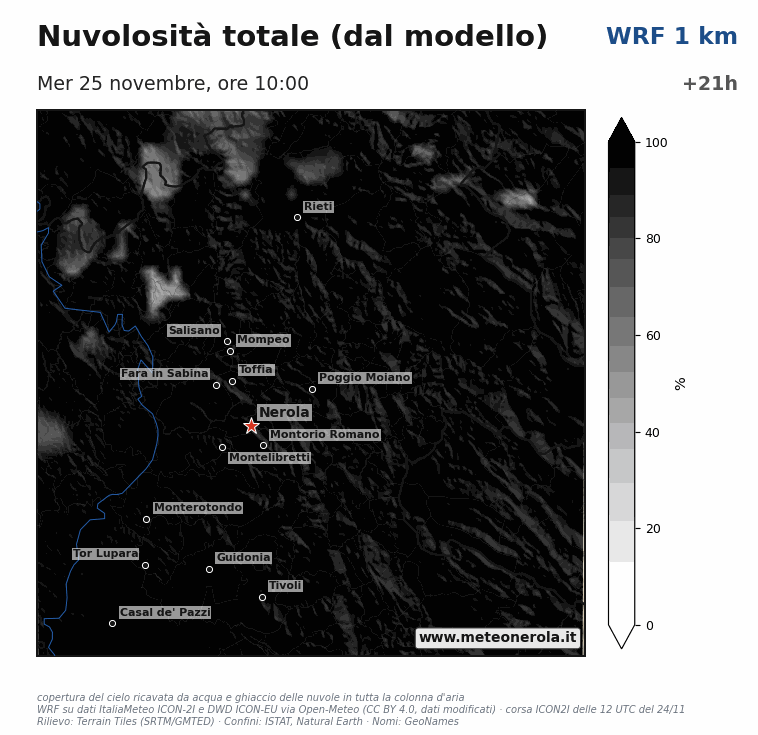 Nuvolosità totale (dal modello)
WRF 1 km
Mer 25 novembre, ore 10:00
+21h
100
80
60
40
20
0
%
Rieti
Salisano
Mompeo
Fara in Sabina
Toffia
Poggio Moiano
Nerola
Montorio Romano
Montelibretti
Monterotondo
Tor Lupara
Guidonia
Tivoli
Casal de' Pazzi
www.meteonerola.it
copertura del cielo ricavata da acqua e ghiaccio delle nuvole in tutta la colonna d'aria
WRF su dati ItaliaMeteo ICON-2I e DWD ICON-EU via Open-Meteo (CC BY 4.0, dati modificati) · corsa ICON2I delle 12 UTC del 24/11
Rilievo: Terrain Tiles (SRTM/GMTED) · Confini: ISTAT, Natural Earth · Nomi: GeoNames